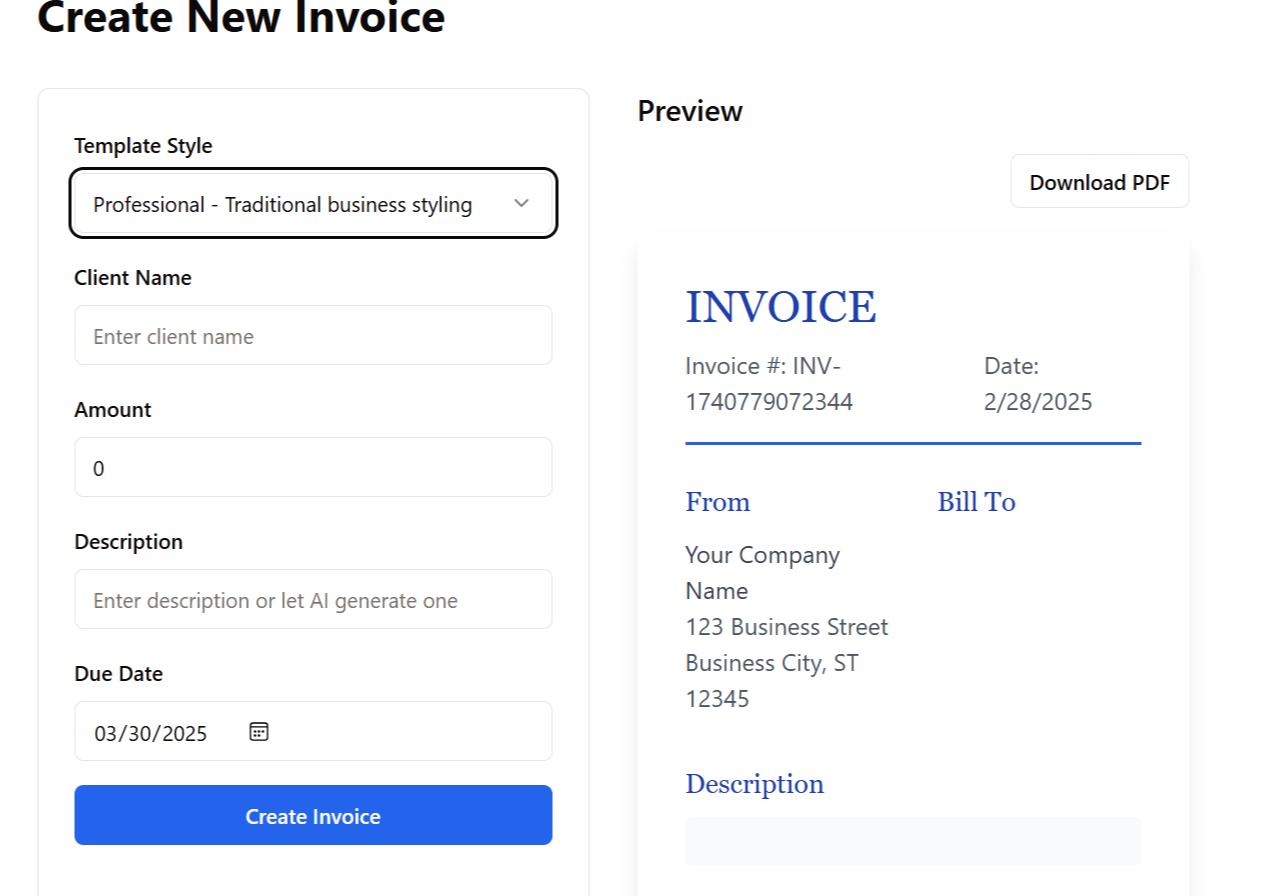 Create New Invoice
Template Style
Professional - Traditional business styling
Client Name
Enter client name
Amount
0
Description
Enter description or let AI generate one
Due Date
03/30/2025
Create Invoice
Preview
Download PDF
INVOICE
Invoice #: INV-
1740779072344
Date:
2/28/2025
From
Your Company
Name
123 Business Street
Business City, ST
12345
Bill To
Description